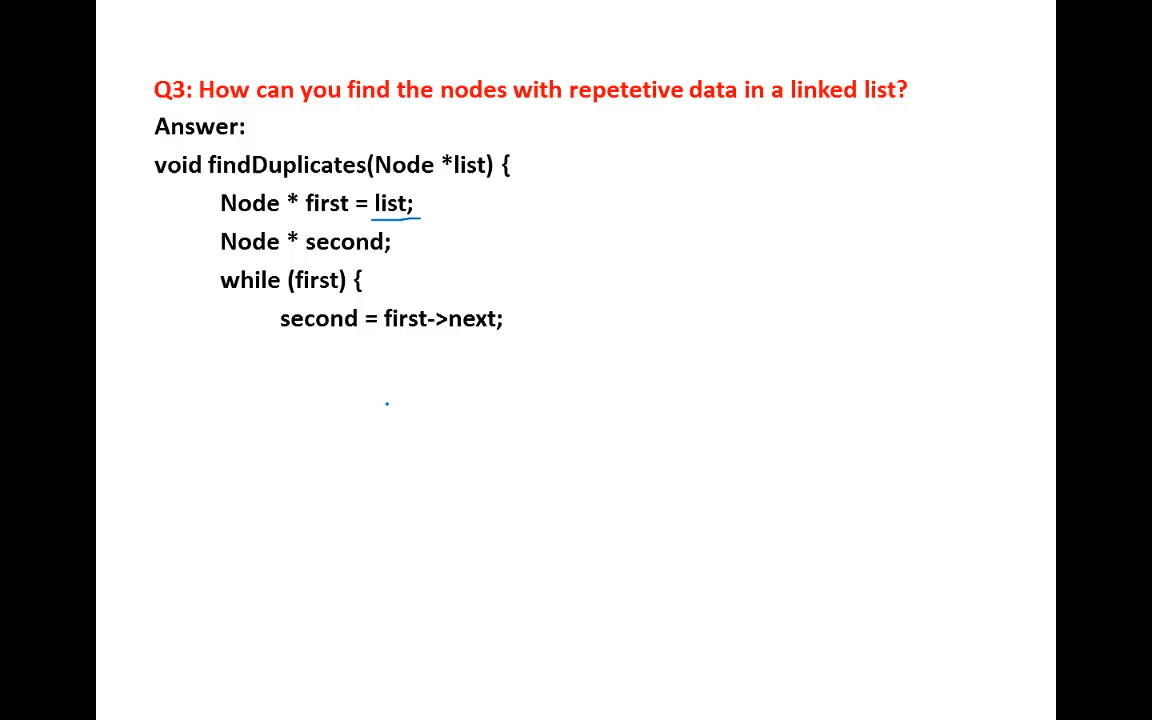 Q3: How can you find the nodes with repetetive data in a linked list?
Answer:
void findDuplicates(Node *list) {
Node * first = list;
Node * second;
while (first) {
second = first->next;